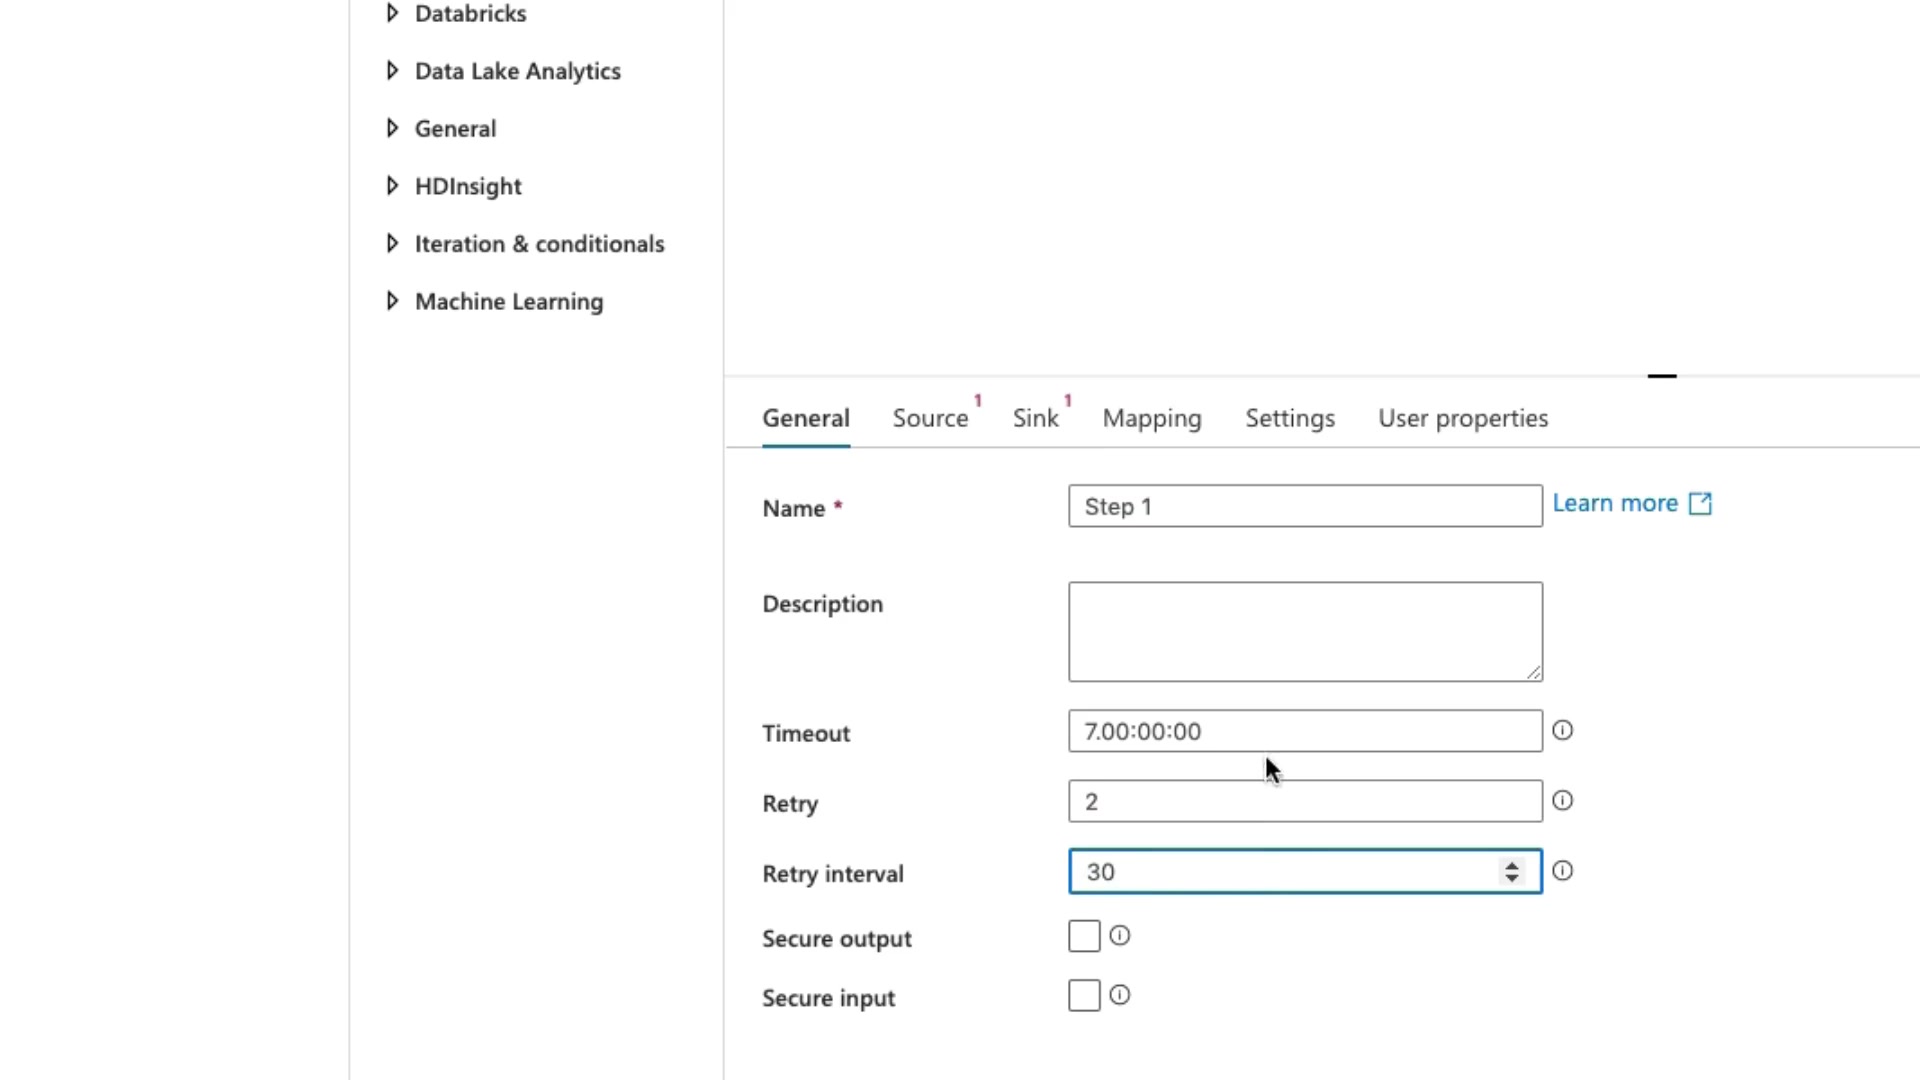 Databricks
Data Lake Analytics
General
HDInsight
Iteration & conditionals
Machine Learning
General Source 1 Sink 1 Mapping Settings User properties
Name * Step 1 Learn more
Description
Timeout 7.00:00:00
Retry 2
Retry interval 30
Secure output
Secure input